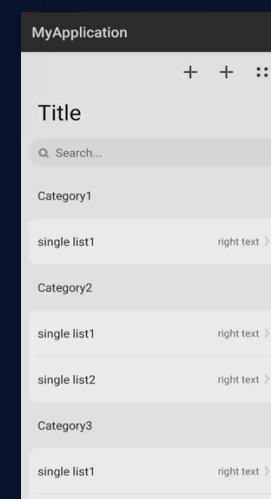 MyApplication
Title
Search...
Category1
single list1 right text
Category2
single list1 right text
single list2 right text
Category3
single list1 right text